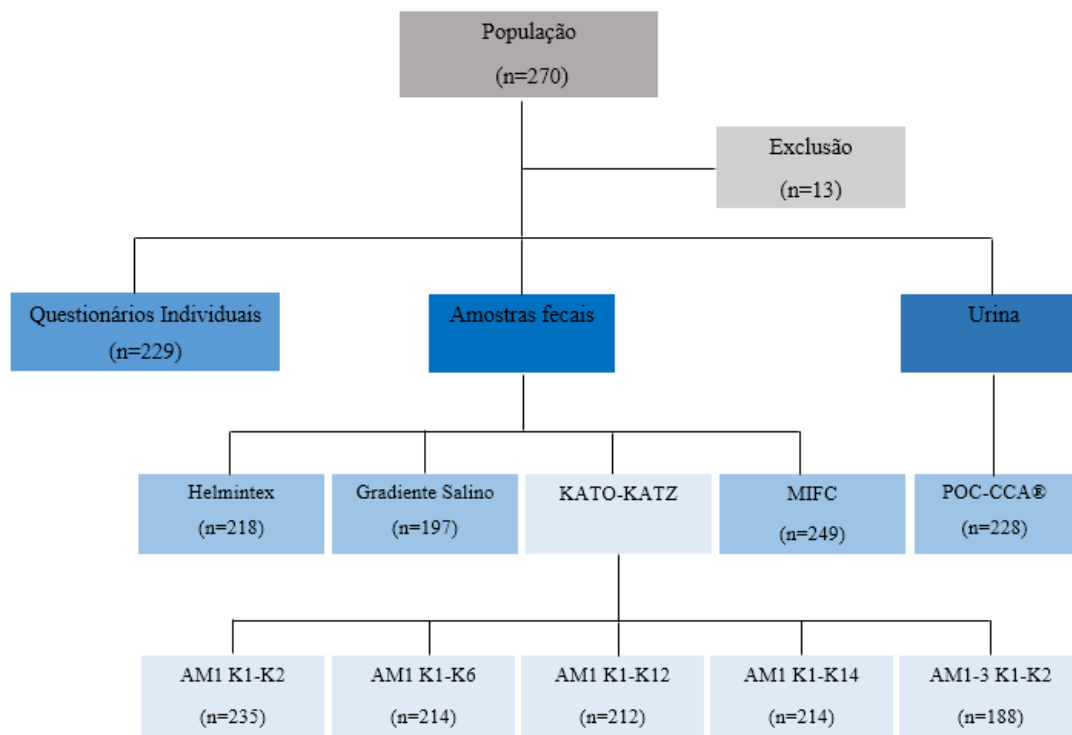 População
(n=270)
Exclusão
(n=13)
Questionários Individuais
(n=229)
Amostras fecais
Urina
Helmintex
(n=218)
Gradiente Salino
(n=197)
KATO-KATZ
MIFC
(n=249)
POC-CCA®
(n=228)
AM1 K1-K2
(n=235)
AM1 K1-K6
(n=214)
AM1 K1-K12
(n=212)
AM1 K1-K14
(n=214)
AM1-3 K1-K2
(n=188)